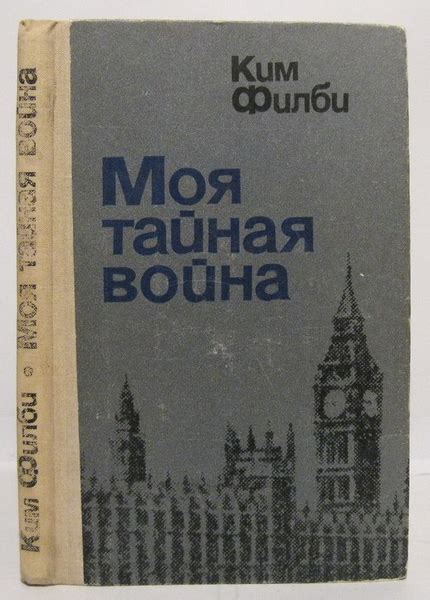 Ким
Филби
Моя
тайная
война
Ким Филби • Моя тайная война